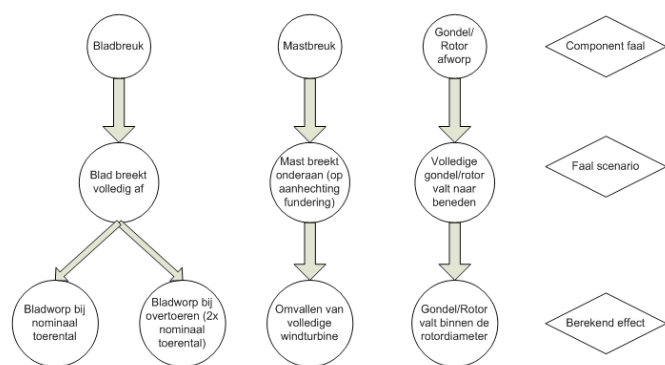 Bladbreuk
Mastbreuk
Gondel/
Rotor
afworp
Component faal
Blad breekt
volledig af
Mast breekt
onderaan (op
aanhechting
fundering)
Volledige
gondel/rotor
valt naar
beneden
Faal scenario
Bladworp bij
nominaal
toerental
Bladworp bij
overtoeren (2x
nominaal
toerental)
Omvallen van
volledige
windturbine
Gondel/Rotor
valt binnen de
rotordiameter
Berekend effect